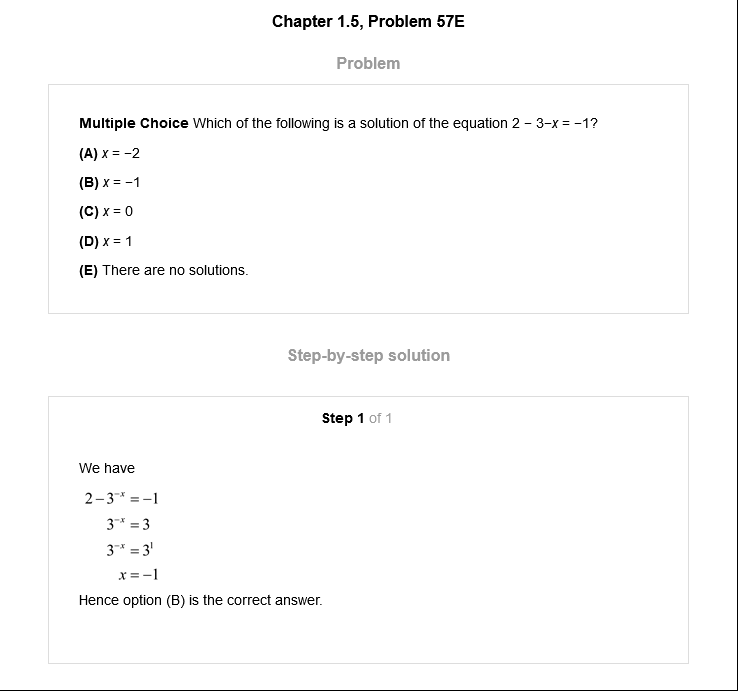 Chapter 1.5, Problem 57E
Problem
Multiple Choice Which of the following is a solution of the equation 2 − 3−x = −1?
(A) x = −2
(B) x = −1
(C) x = 0
(D) x = 1
(E) There are no solutions.
Step-by-step solution
Step 1 of 1
We have
2 − 3⁻ˣ = −1
3⁻ˣ = 3
3⁻ˣ = 3¹
x = −1
Hence option (B) is the correct answer.